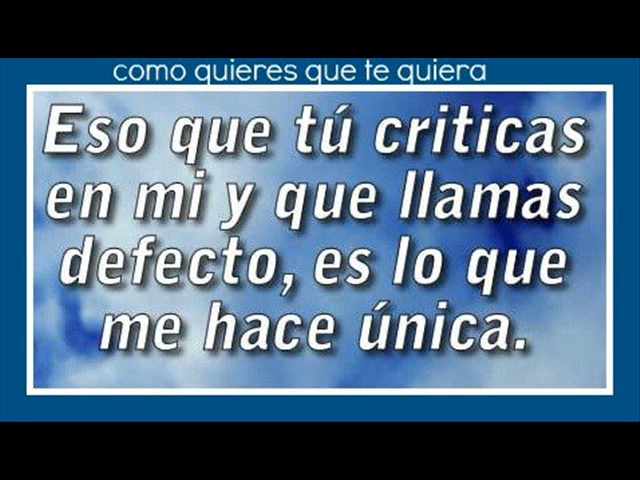 como quieres que te quiera
Eso que tú criticas
en mi y que llamas
defecto, es lo que
me hace única.